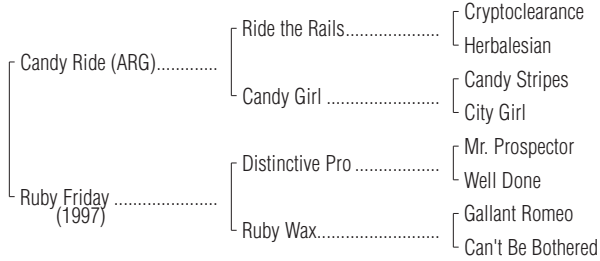 Cryptoclearance
Ride the Rails....................
Herbalesian
Candy Ride (ARG).............
Candy Stripes
Candy Girl ........................
City Girl
Mr. Prospector
Distinctive Pro ..................
Well Done
Ruby Friday ......................
(1997)
Gallant Romeo
Ruby Wax..........................
Can't Be Bothered